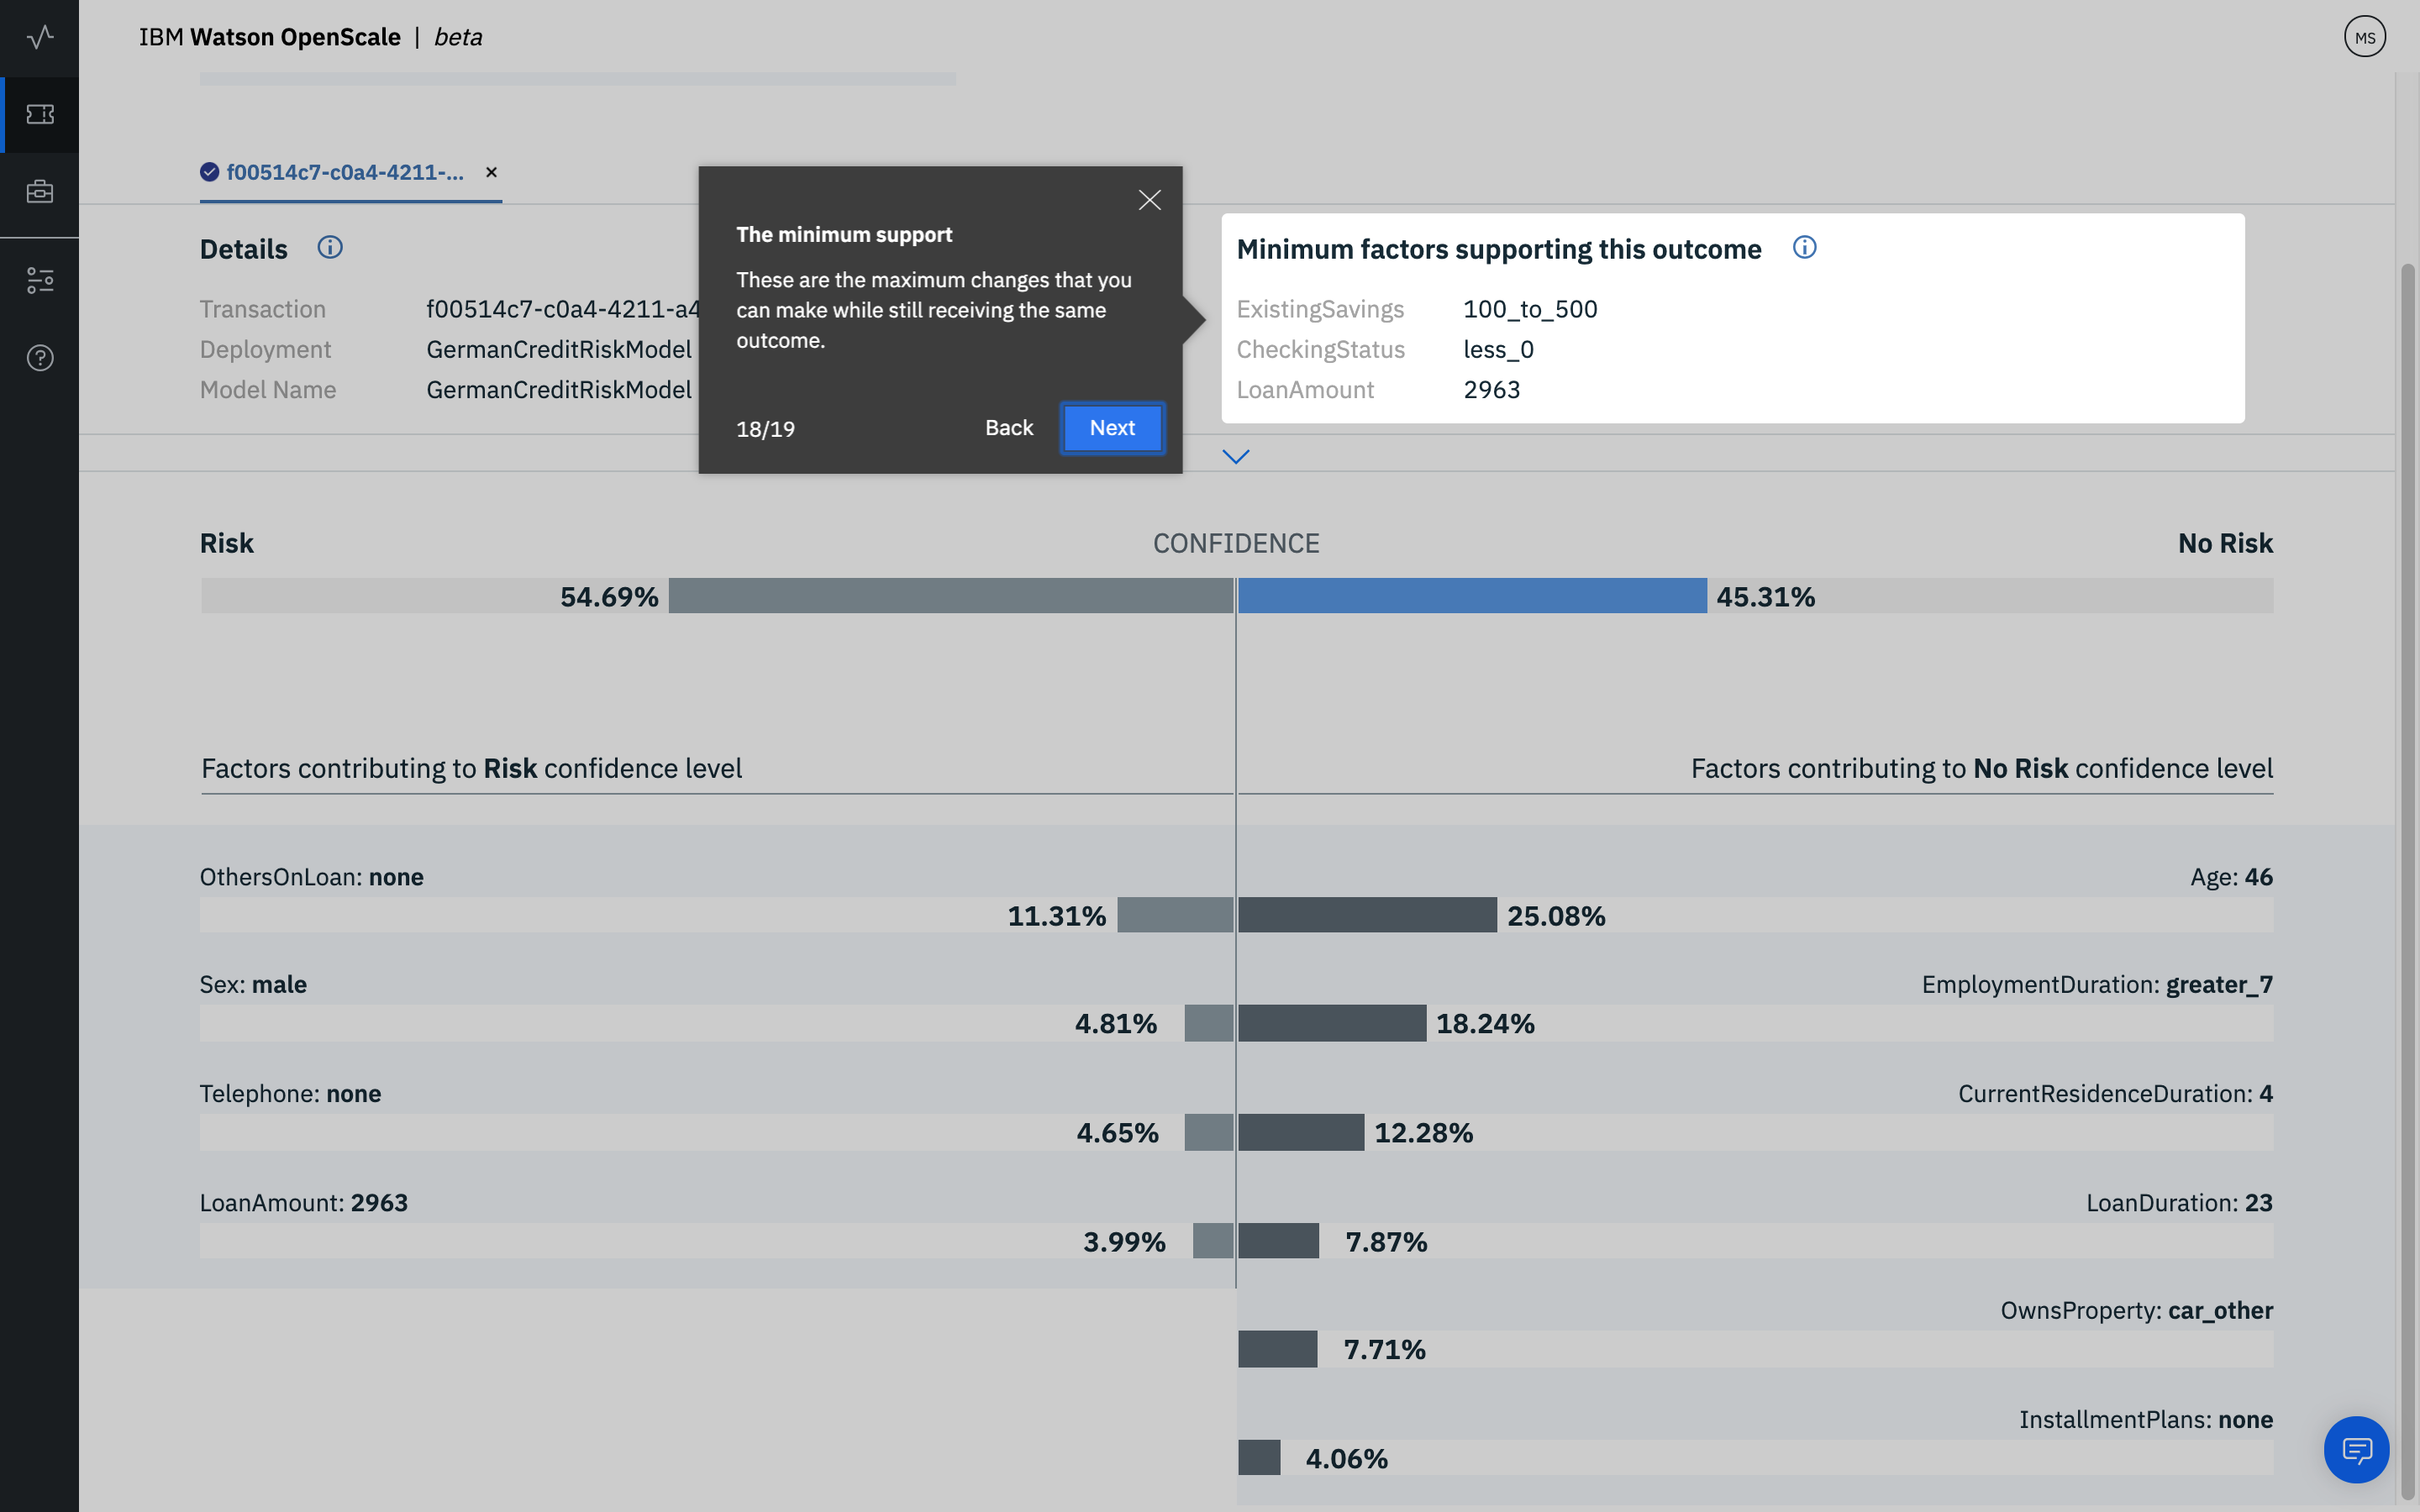 IBM Watson OpenScale | beta
MS
f00514c7-c0a4-4211-... ×
Details
Transaction f00514c7-c0a4-4211-a4
Deployment GermanCreditRiskModel
Model Name GermanCreditRiskModel
The minimum support
These are the maximum changes that you
can make while still receiving the same
outcome.
18/19 Back Next
Minimum factors supporting this outcome
ExistingSavings 100_to_500
CheckingStatus less_0
LoanAmount 2963
Risk CONFIDENCE No Risk
54.69% 45.31%
Factors contributing to Risk confidence level
Factors contributing to No Risk confidence level
OthersOnLoan: none
11.31%
Sex: male
4.81%
Telephone: none
4.65%
LoanAmount: 2963
3.99%
Age: 46
25.08%
EmploymentDuration: greater_7
18.24%
CurrentResidenceDuration: 4
12.28%
LoanDuration: 23
7.87%
OwnsProperty: car_other
7.71%
InstallmentPlans: none
4.06%